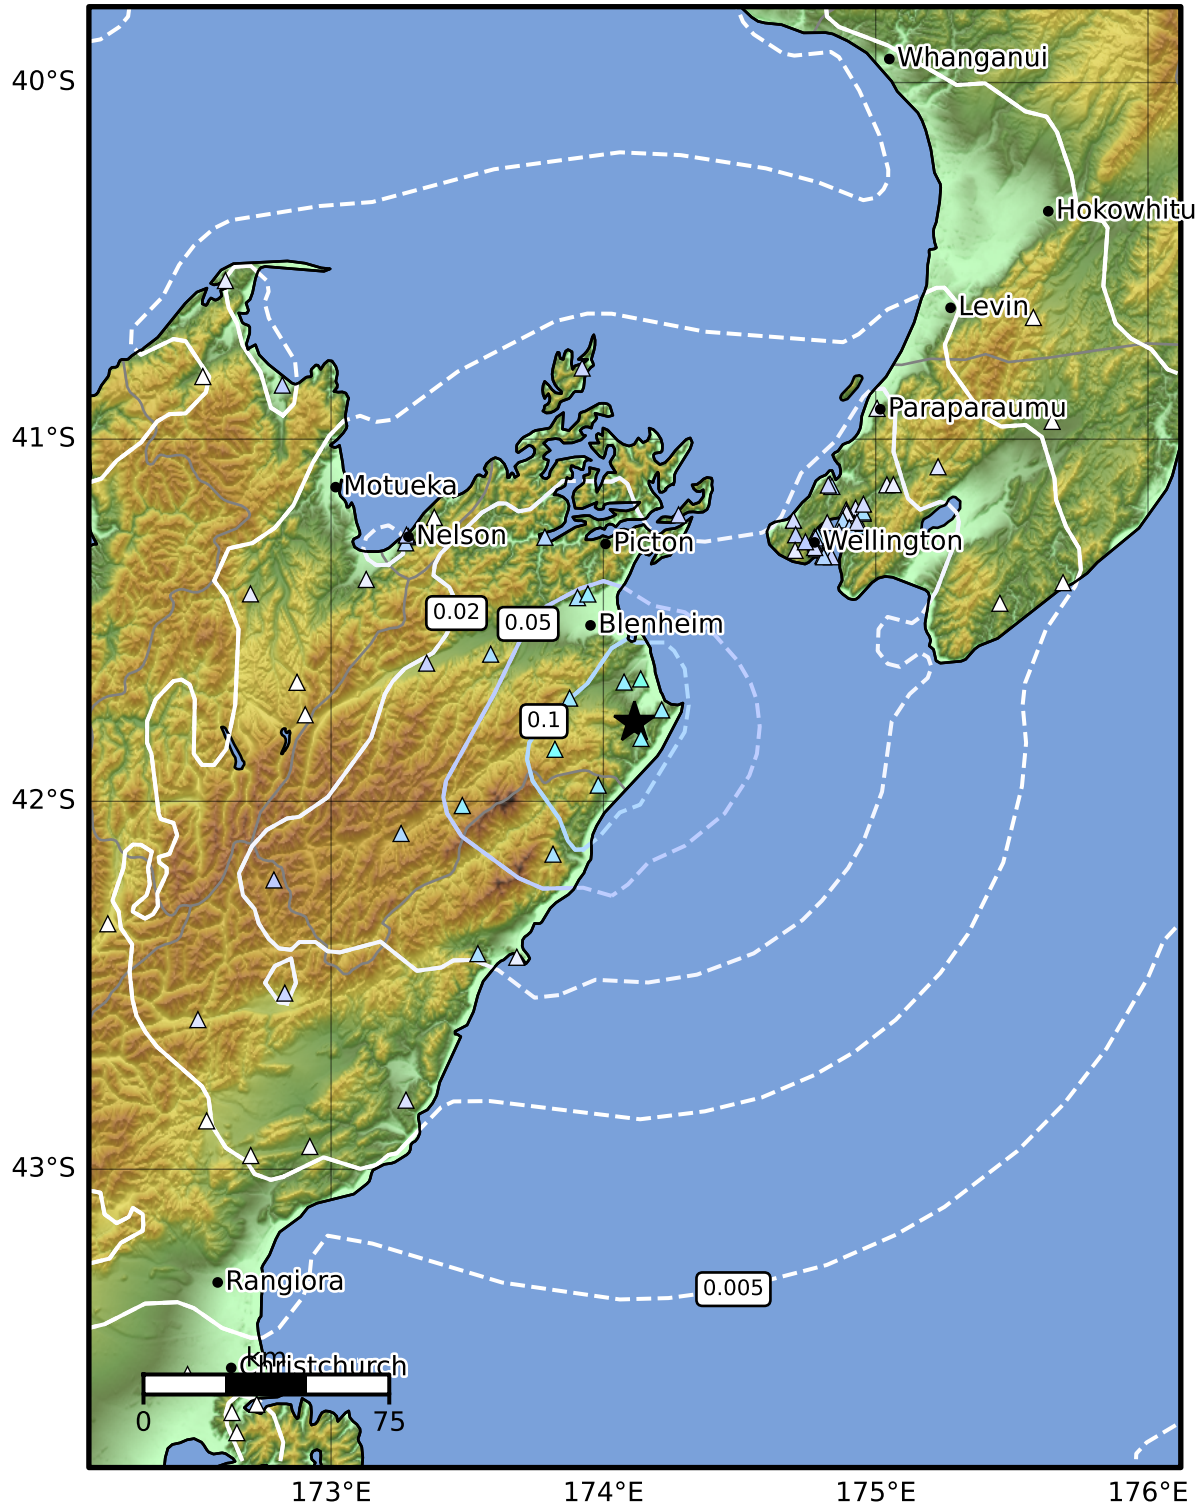 Whanganui
40°S
Hokowhitu
Levin
Paraparaumu
41°S
Motueka
Nelson
Picton
Wellington
0.02
0.05
Blenheim
0.1
42°S
43°S
Rangiora
0.005
km
Christchurch
0
75
173°E
174°E
175°E
176°E